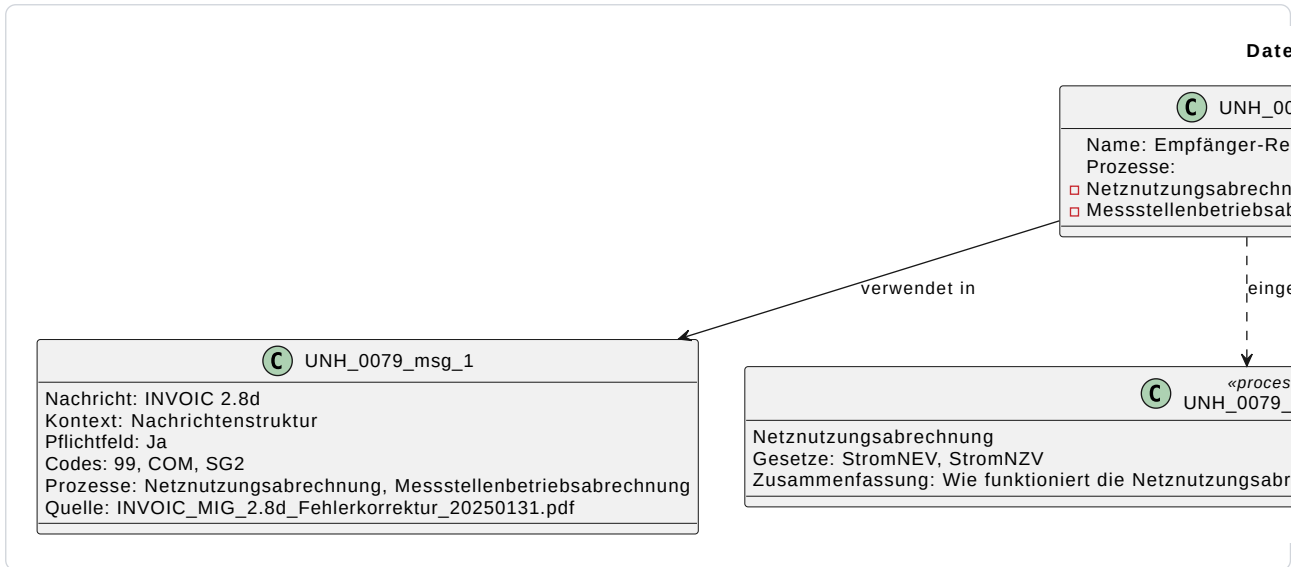 Date
C UNH_00
Name: Empfänger-Re
Prozesse:
Netznutzungsabrechn
Messstellenbetriebsab
verwendet in
einge
C UNH_0079_msg_1
Nachricht: INVOIC 2.8d
Kontext: Nachrichtenstruktur
Pflichtfeld: Ja
Codes: 99, COM, SG2
Prozesse: Netznutzungsabrechnung, Messstellenbetriebsabrechnung
Quelle: INVOIC_MIG_2.8d_Fehlerkorrektur_20250131.pdf
«proces
C UNH_0079_
Netznutzungsabrechnung
Gesetze: StromNEV, StromNZV
Zusammenfassung: Wie funktioniert die Netznutzungsabr